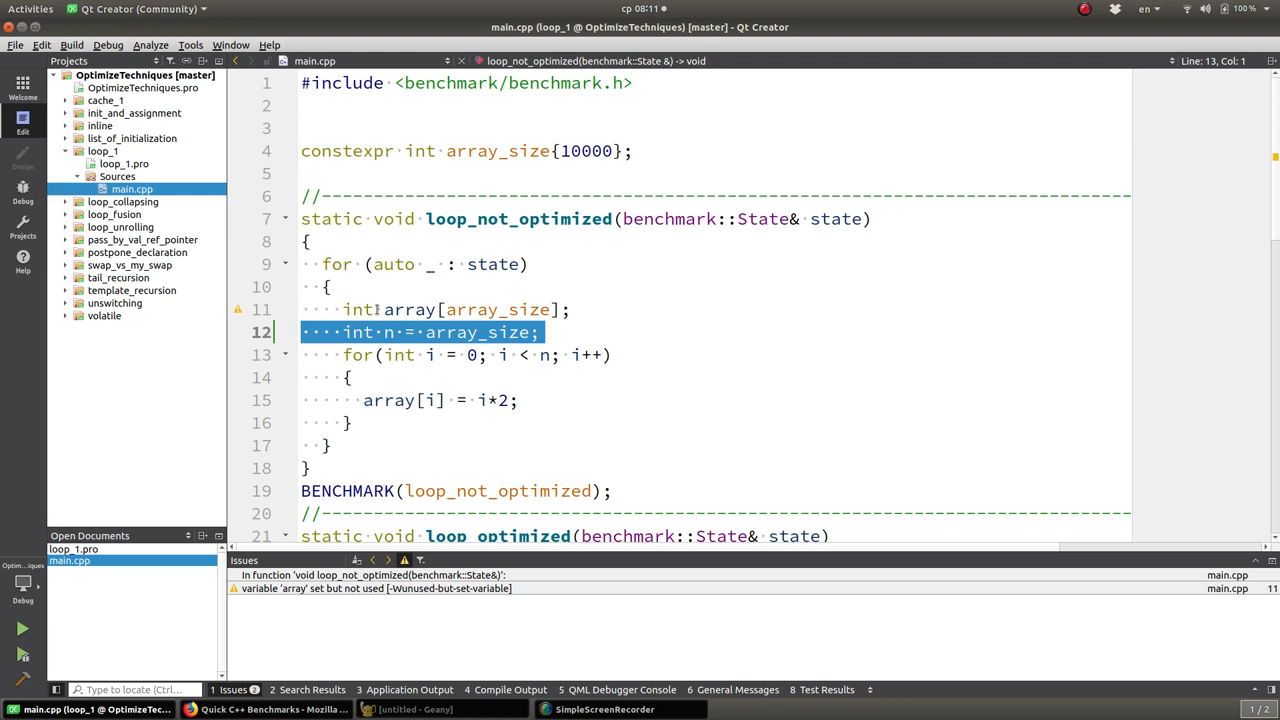 Activities
Qt Creator (Community)
ср 08:11
en
100 %
main.cpp (loop_1 @ OptimizeTechniques) [master] - Qt Creator
File Edit Build Debug Analyze Tools Window Help
Projects
main.cpp
loop_not_optimized(benchmark::State &) -> void
Line: 13, Col: 1
Welcome
Edit
Design
Debug
Projects
Help
OptimizeTechniques [master]
OptimizeTechniques.pro
cache_1
init_and_assignment
inline
list_of_initialization
loop_1
loop_1.pro
Sources
main.cpp
loop_collapsing
loop_fusion
loop_unrolling
pass_by_val_ref_pointer
postpone_declaration
swap_vs_my_swap
tail_recursion
template_recursion
unswitching
volatile
1 #include <benchmark/benchmark.h>
2
3
4 constexpr int array_size{10000};
5
6 //------------------------------------------------------------------------------
7 static void loop_not_optimized(benchmark::State& state)
8 {
9 for (auto _ : state)
10 {
11 int array[array_size];
12 int n = array_size;
13 for(int i = 0; i < n; i++)
14 {
15 array[i] = i*2;
16 }
17 }
18 }
19 BENCHMARK(loop_not_optimized);
20 //------------------------------------------------------------------------------
21 static void loop_optimized(benchmark::State& state)
Open Documents
loop_1.pro
main.cpp
Issues
In function 'void loop_not_optimized(benchmark::State&)': main.cpp
variable 'array' set but not used [-Wunused-but-set-variable] main.cpp 11
Optim...iques
Debug
Type to locate (Ctrl+K)
1 Issues 2
2 Search Results
3 Application Output
4 Compile Output
5 QML Debugger Console
6 General Messages
8 Test Results
main.cpp (loop_1 @ OptimizeTec...
Quick C++ Benchmarks - Mozilla ...
[untitled - Geany]
SimpleScreenRecorder
1 / 2